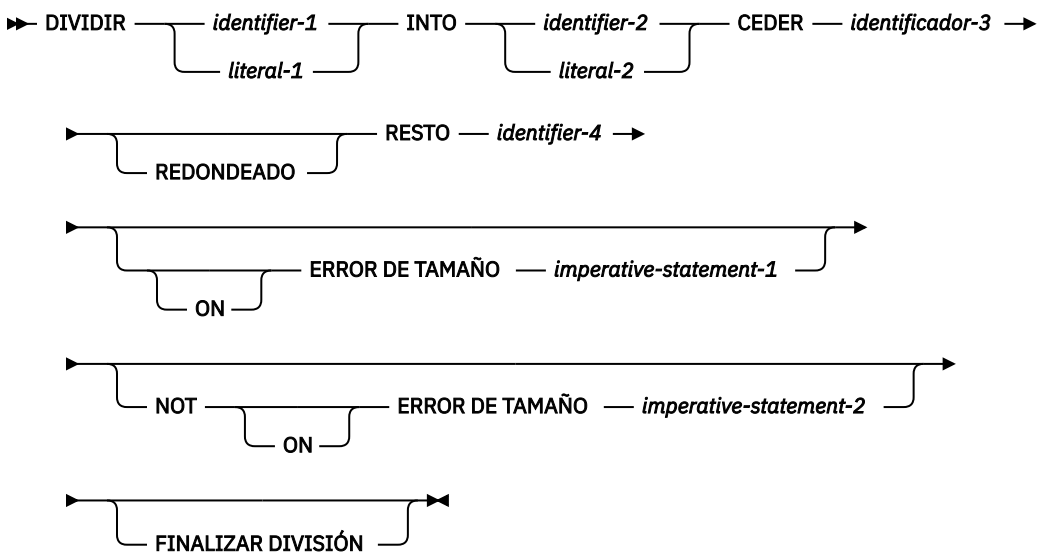 DIVIDIR identifier-1 INTO identifier-2 CEDER identificador-3
literal-1 literal-2
RESTO identifier-4
REDONDEADO
ERROR DE TAMAÑO imperative-statement-1
ON
NOT ERROR DE TAMAÑO imperative-statement-2
ON
FINALIZAR DIVISIÓN